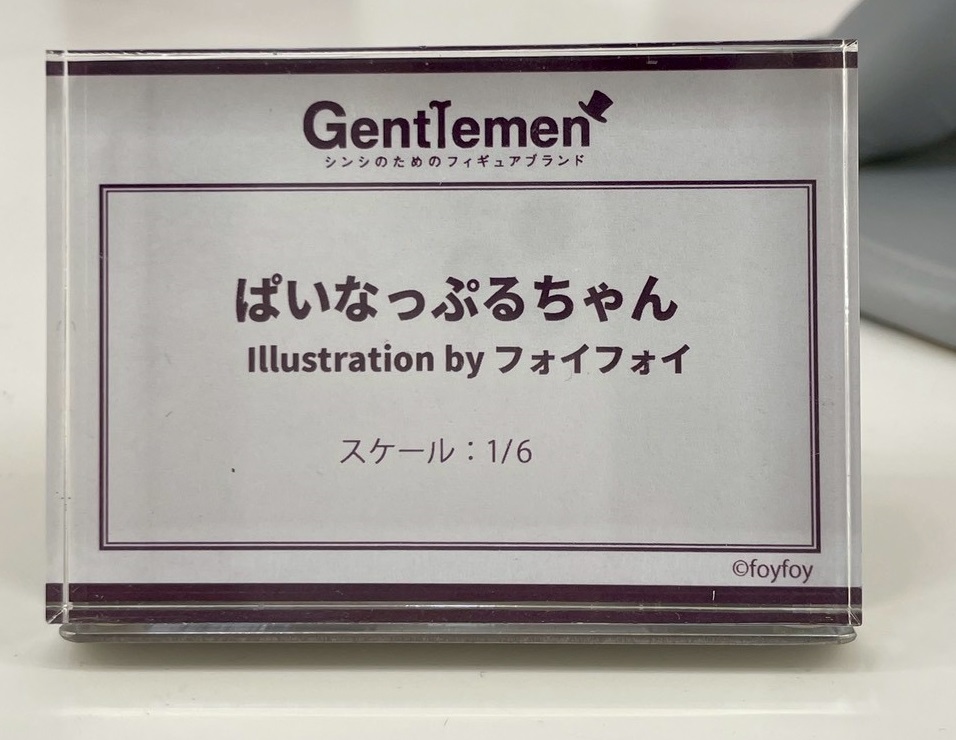 Gentlemen
シンシのためのフィギュアブランド
ぱいなっぷるちゃん
Illustration by フォイフォイ
スケール：1/6
©foyfoy